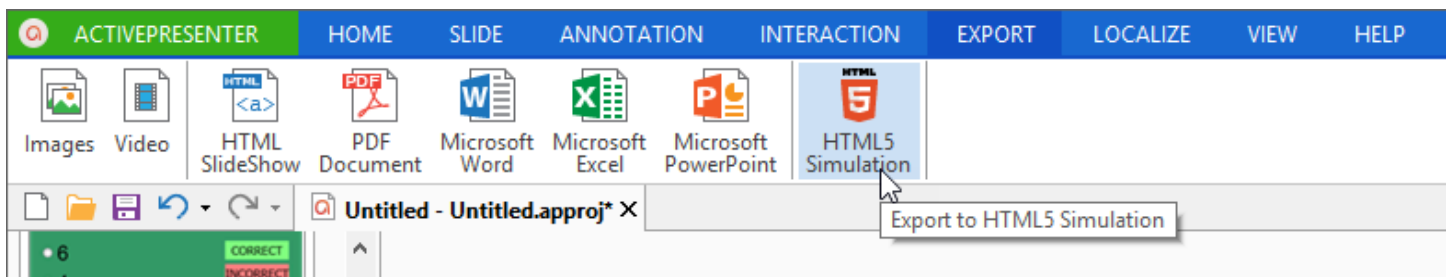 ACTIVEPRESENTER HOME SLIDE ANNOTATION INTERACTION EXPORT LOCALIZE VIEW HELP
Images
Video
HTML
<a>
HTML
SlideShow
PDF
PDF
Document
W
Microsoft
Word
X
Microsoft
Excel
P
Microsoft
PowerPoint
HTML
5
HTML5
Simulation
Untitled - Untitled.approj* X
Export to HTML5 Simulation
6
CORRECT
INCORRECT